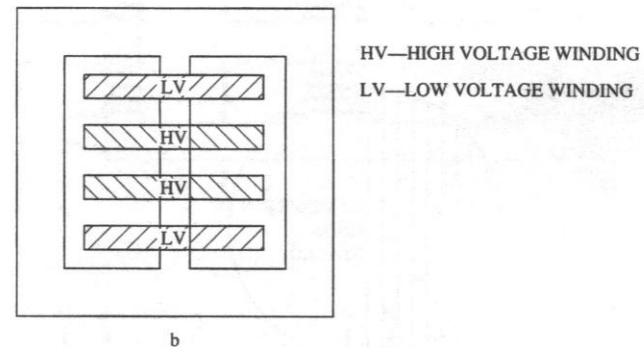 HV—HIGH VOLTAGE WINDING
LV—LOW VOLTAGE WINDING
LV
HV
HV
LV
b